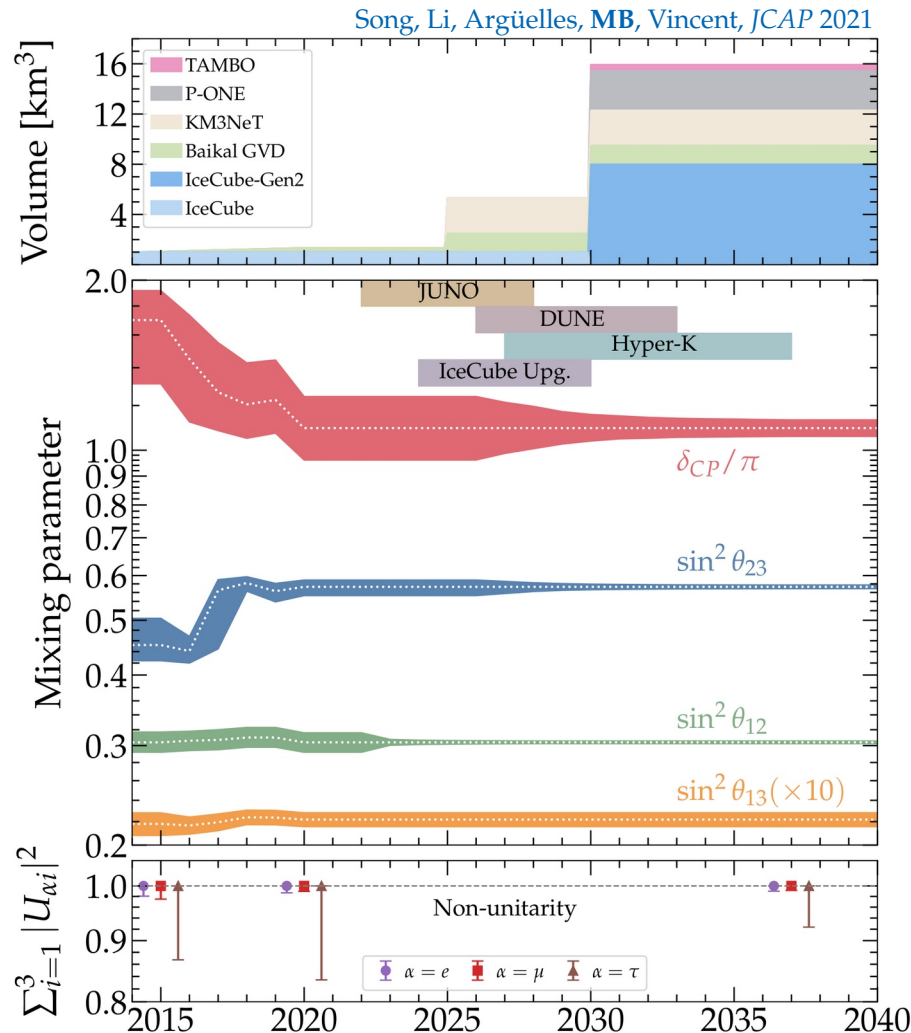 Song, Li, Argüelles, MB, Vincent, JCAP 2021
Volume [km³]
16
12
8
4
TAMBO
P-ONE
KM3NeT
Baikal GVD
IceCube-Gen2
IceCube
Mixing parameter
2.0
1.0
0.9
0.8
0.7
0.6
0.5
0.4
0.3
0.2
JUNO
DUNE
Hyper-K
IceCube Upg.
δ_CP/π
sin² θ₂₃
sin² θ₁₂
sin² θ₁₃(×10)
Σ³ᵢ₌₁ |U_αi|²
1.0
0.9
0.8
Non-unitarity
α = e
α = μ
α = τ
2015 2020 2025 2030 2035 2040